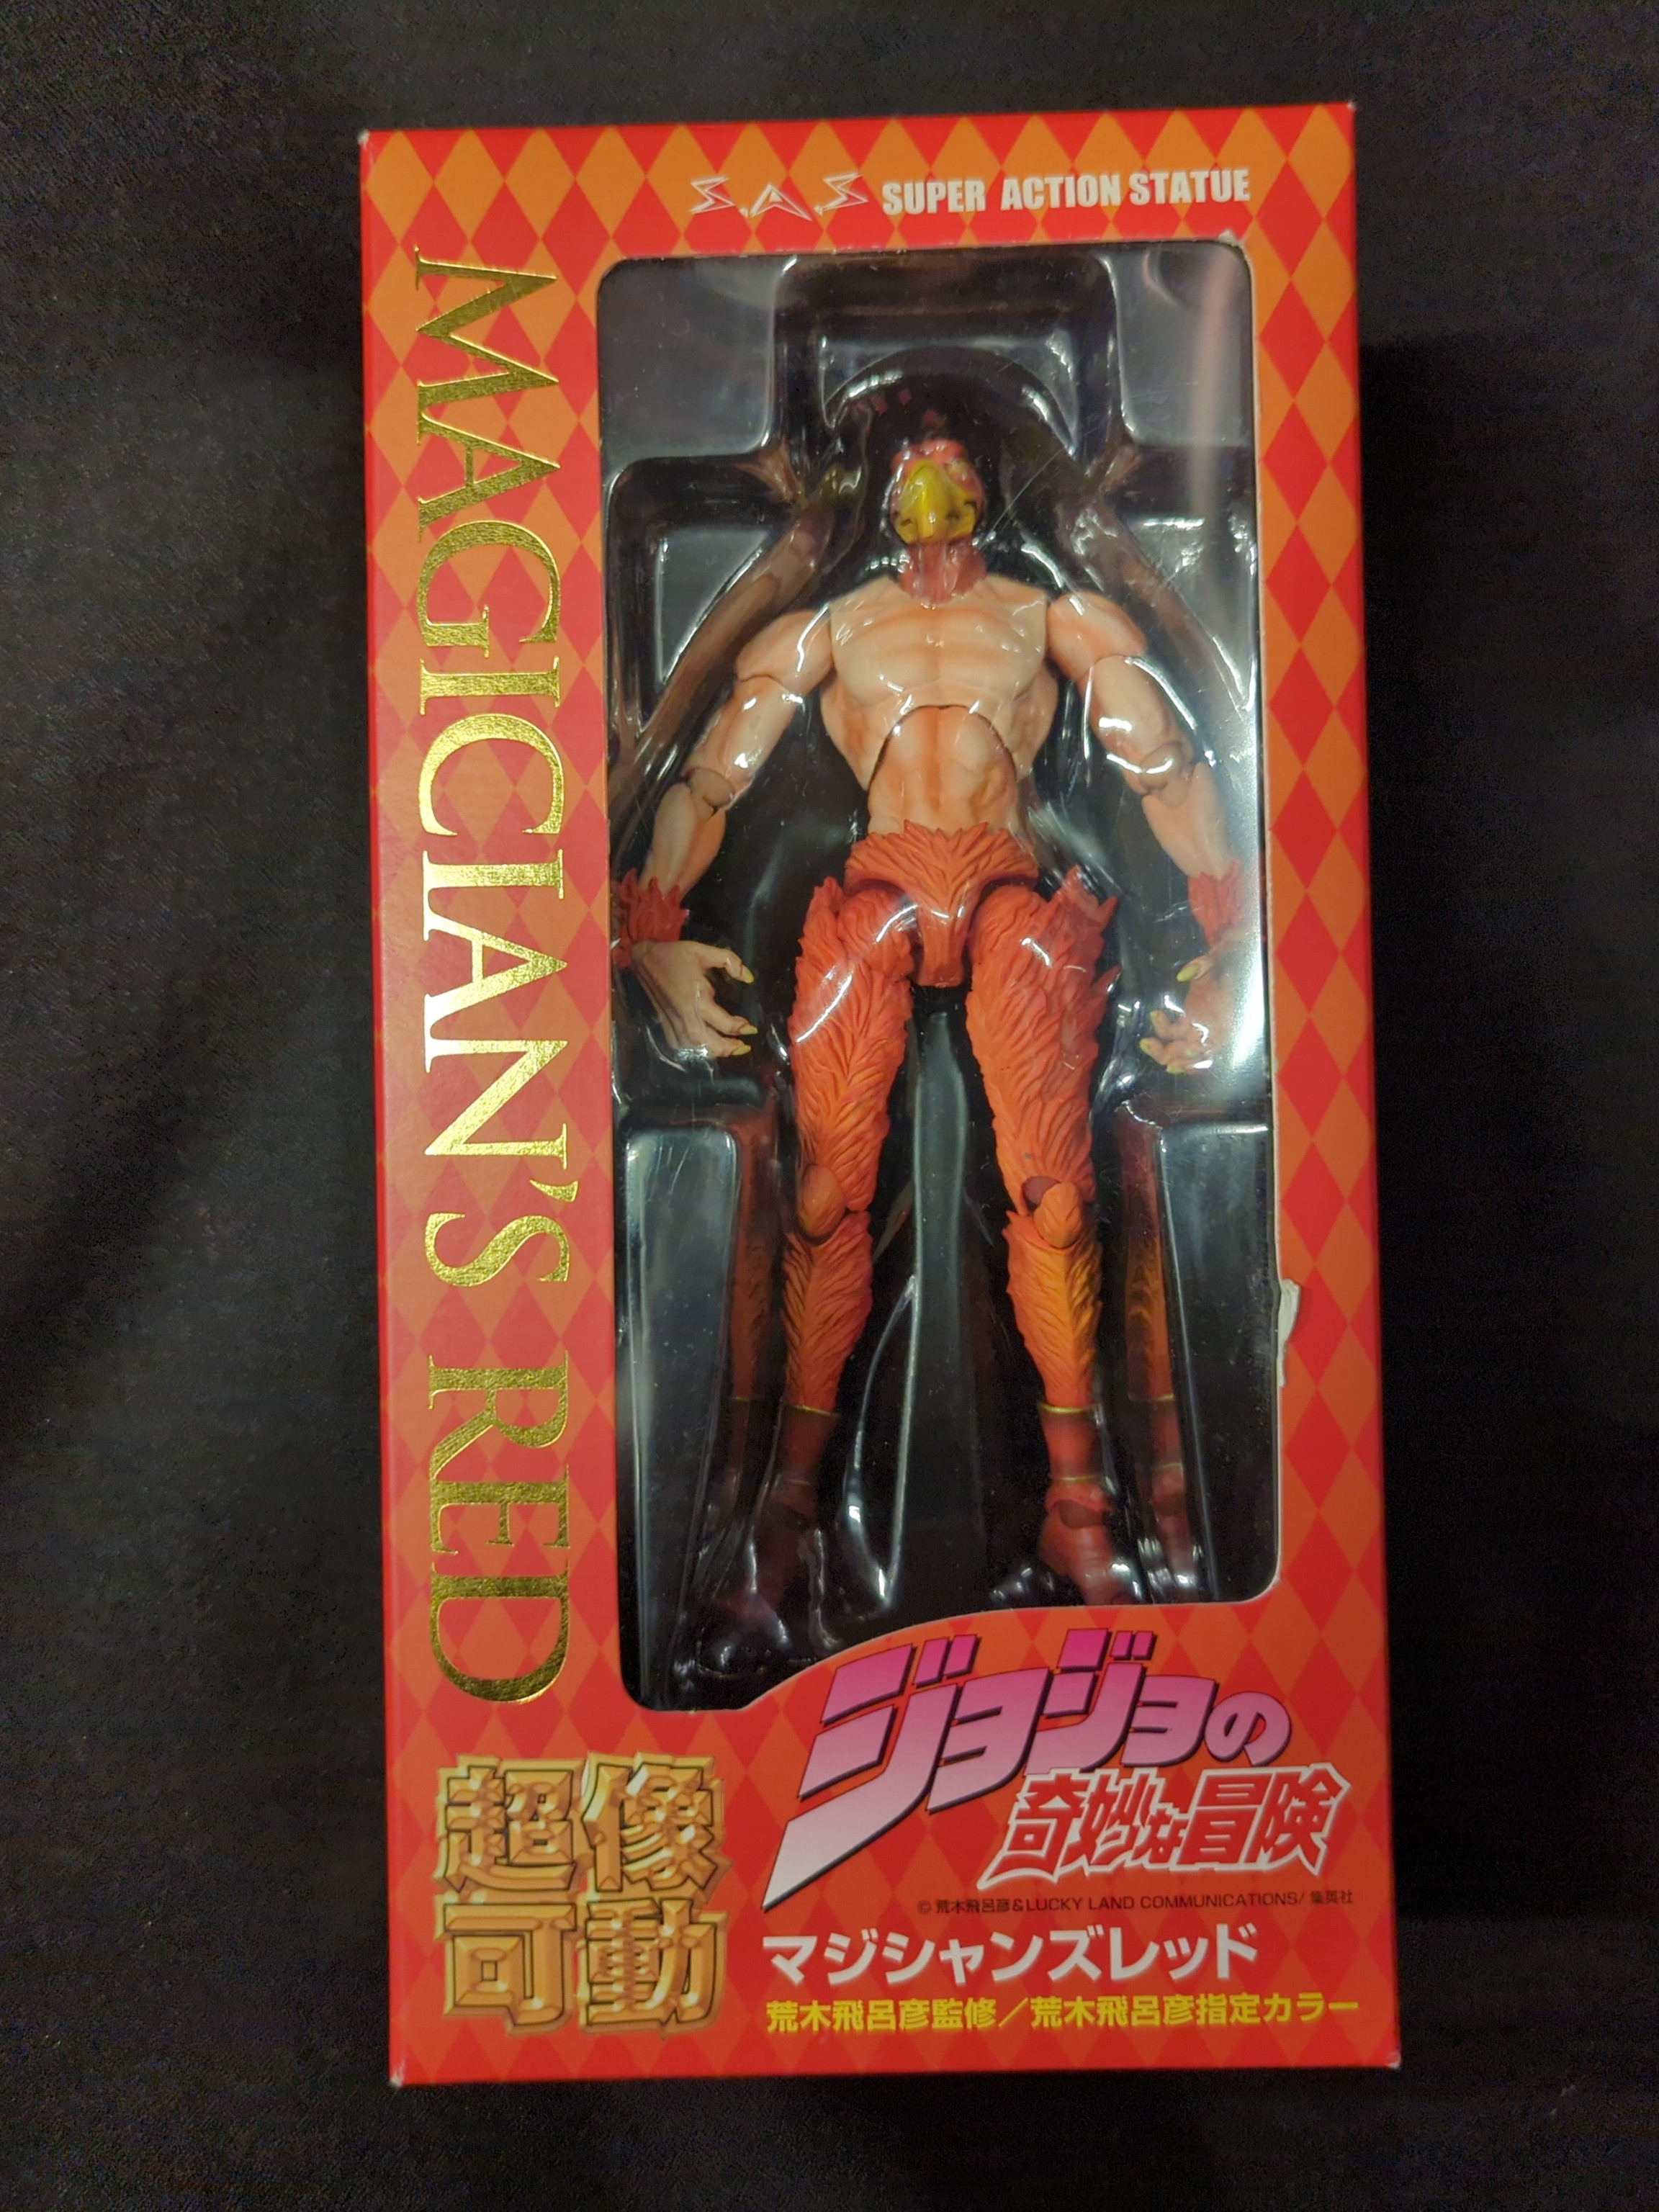 S.A.S SUPER ACTION STATUE
MAGICIAN'S RED
ジョジョの
奇妙な冒険
© 荒木飛呂彦&LUCKY LAND COMMUNICATIONS/集英社
超像
可動
マジシャンズレッド
荒木飛呂彦監修／荒木飛呂彦指定カラー